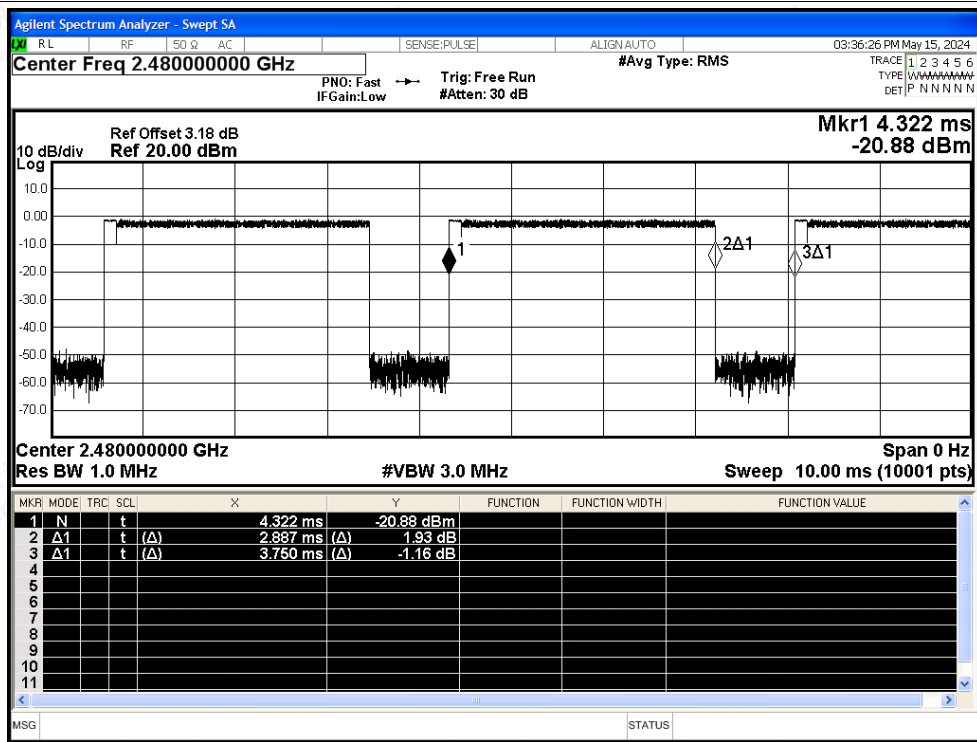 Agilent Spectrum Analyzer - Swept SA
LXI RL RF 50 Ω AC SENSE:PULSE ALIGN AUTO 03:36:26 PM May 15, 2024
Center Freq 2.480000000 GHz #Avg Type: RMS TRACE 1 2 3 4 5 6
PNO: Fast Trig: Free Run TYPE
IFGain:Low #Atten: 30 dB DET P N N N N N
Mkr1 4.322 ms
Ref Offset 3.18 dB
10 dB/div Ref 20.00 dBm -20.88 dBm
Log
10.0
0.00
-10.0
1 2Δ1 3Δ1
-20.0
-30.0
-40.0
-50.0
-60.0
-70.0
Center 2.480000000 GHz Span 0 Hz
Res BW 1.0 MHz #VBW 3.0 MHz Sweep 10.00 ms (10001 pts)
MKR MODE TRC SCL X Y FUNCTION FUNCTION WIDTH FUNCTION VALUE
1 N t 4.322 ms -20.88 dBm
2 Δ1 t (Δ) 2.887 ms (Δ) 1.93 dB
3 Δ1 t (Δ) 3.750 ms (Δ) -1.16 dB
4
5
6
7
8
9
10
11
MSG STATUS